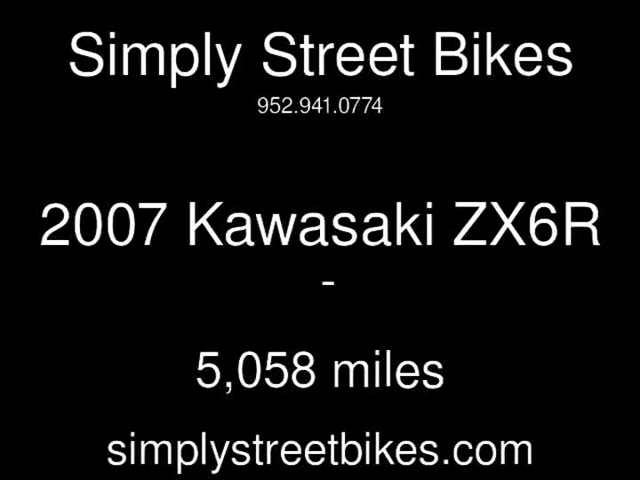 Simply Street Bikes
952.941.0774
2007 Kawasaki ZX6R
-
5,058 miles
simplystreetbikes.com